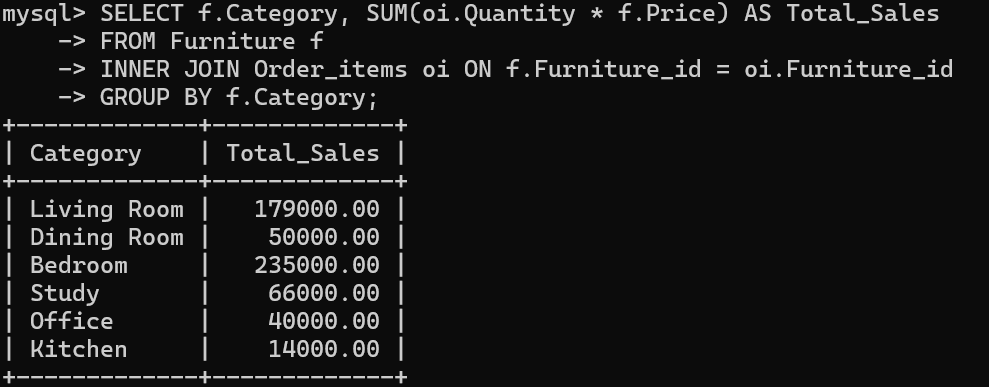 mysql> SELECT f.Category, SUM(oi.Quantity * f.Price) AS Total_Sales
    -> FROM Furniture f
    -> INNER JOIN Order_items oi ON f.Furniture_id = oi.Furniture_id
    -> GROUP BY f.Category;
+-------------+-------------+
| Category    | Total_Sales |
+-------------+-------------+
| Living Room |   179000.00 |
| Dining Room |    50000.00 |
| Bedroom     |   235000.00 |
| Study       |    66000.00 |
| Office      |    40000.00 |
| Kitchen     |    14000.00 |
+-------------+-------------+